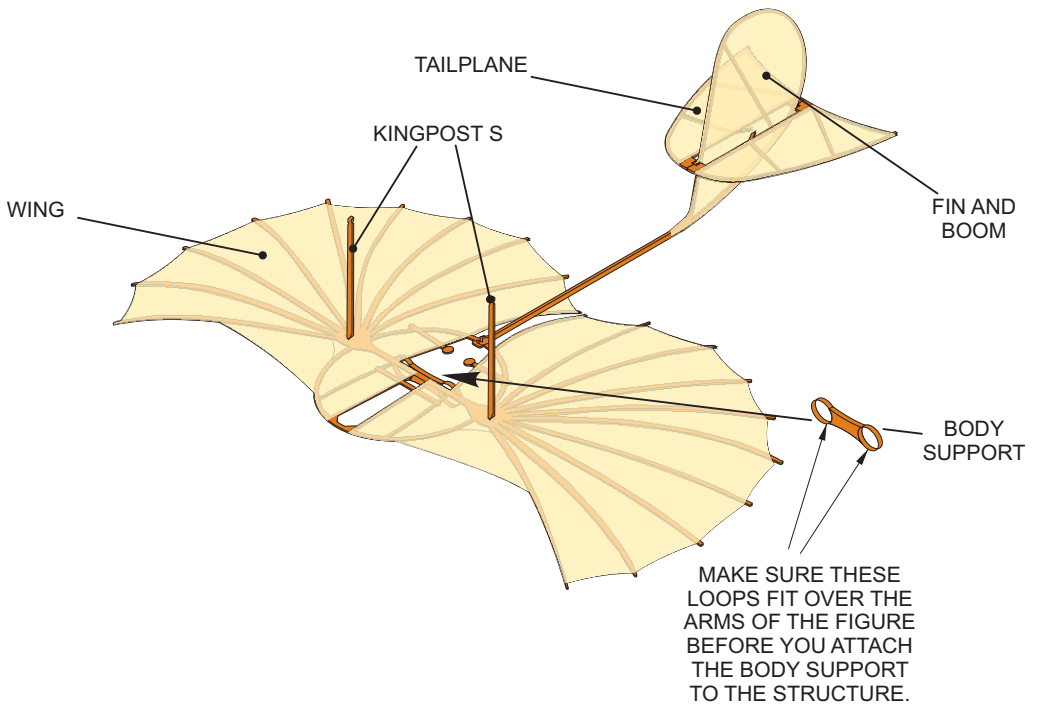 TAILPLANE
KINGPOST S
WING
FIN AND
BOOM
BODY
SUPPORT
MAKE SURE THESE
LOOPS FIT OVER THE
ARMS OF THE FIGURE
BEFORE YOU ATTACH
THE BODY SUPPORT
TO THE STRUCTURE.